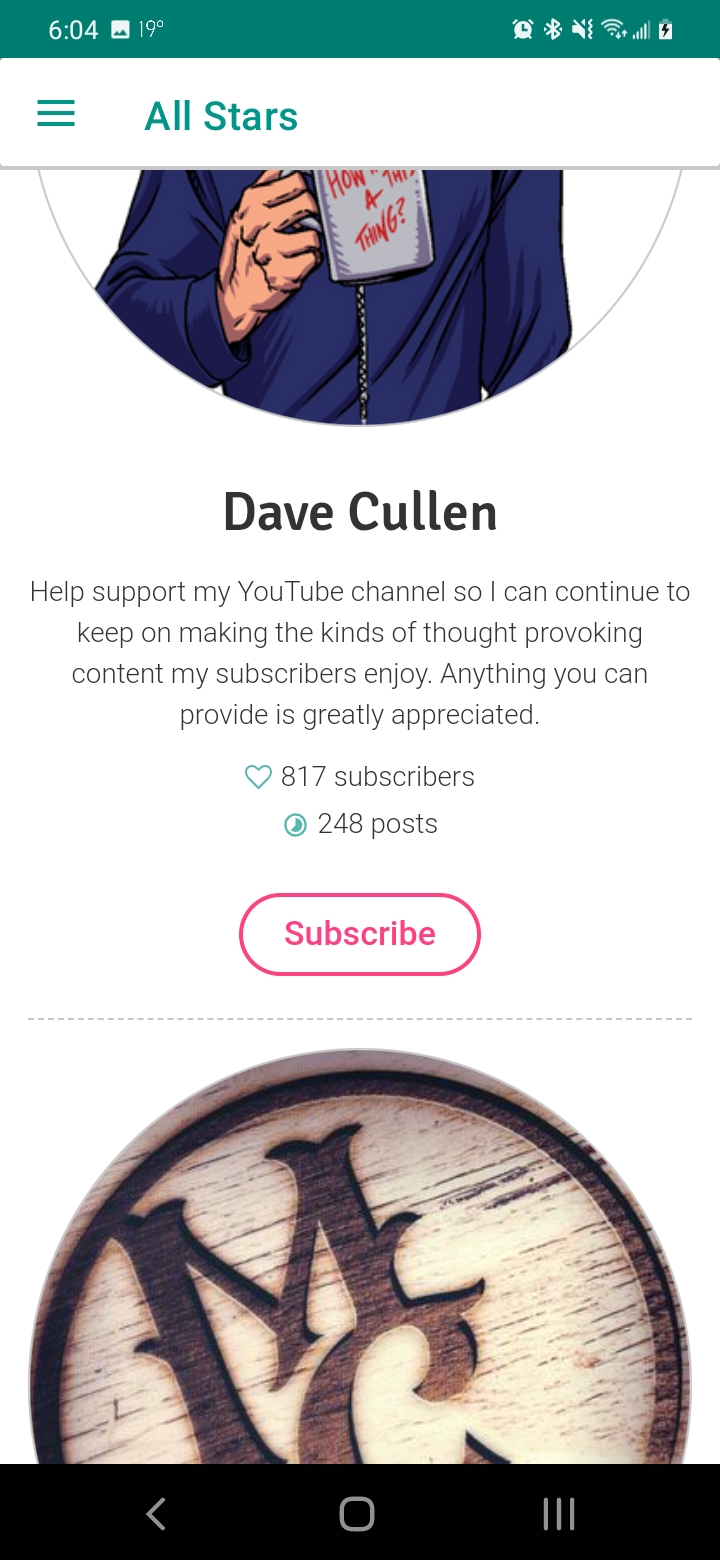 6:04 19°
All Stars
HOW THIS
A
THING?
Dave Cullen
Help support my YouTube channel so I can continue to
keep on making the kinds of thought provoking
content my subscribers enjoy. Anything you can
provide is greatly appreciated.
817 subscribers
248 posts
Subscribe
MC